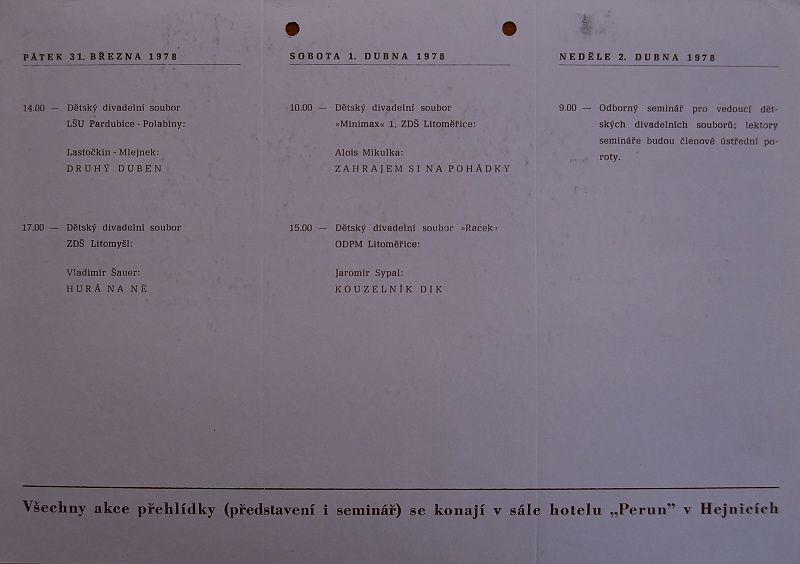 PÁTEK 31. BŘEZNA 1978
14.00 — Dětský divadelní soubor
LŠU Pardubice - Polabiny:
Lastočkin - Mlejnek:
DRUHÝ DUBEN
17.00 — Dětský divadelní soubor
ZDŠ Litomyšl:
Vladimír Šauer:
HURÁ NA NĚ
SOBOTA 1. DUBNA 1978
10.00 — Dětský divadelní soubor
»Minimax« 1. ZDŠ Litoměřice:
Alois Mikulka:
ZAHRAJEM SI NA POHÁDKY
15.00 — Dětský divadelní soubor »Racek«
ODPM Litoměřice:
Jaromír Sypal:
KOUZELNÍK DIK
NEDĚLE 2. DUBNA 1978
9.00 — Odborný seminář pro vedoucí dět-
ských divadelních souborů; lektory
semináře budou členové ústřední po-
roty.
Všechny akce přehlídky (představení i seminář) se konají v sále hotelu „Perun” v Hejnicích